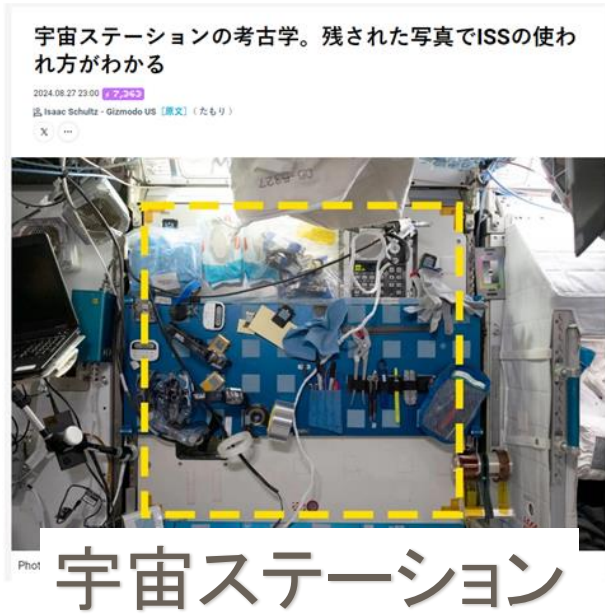 宇宙ステーションの考古学。残された写真でISSの使わ
れ方がわかる
2024.08.27 23:00 7,363
Isaac Schultz - Gizmodo US [原文] ( たもり )
X ...
Phot
宇宙ステーション